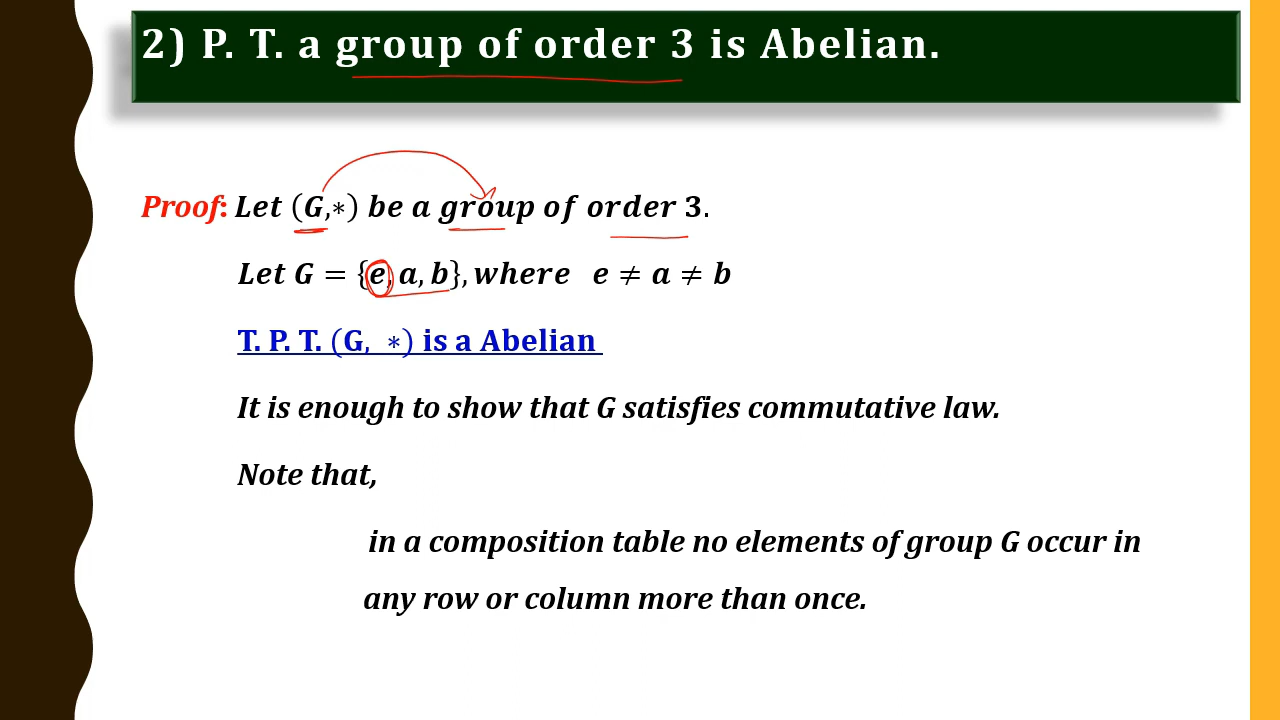 2) P. T. a group of order 3 is Abelian.
Proof: Let (G,∗) be a group of order 3.
Let G = {e, a, b}, where e ≠ a ≠ b
T. P. T. (G, ∗) is a Abelian
It is enough to show that G satisfies commutative law.
Note that,
in a composition table no elements of group G occur in
any row or column more than once.